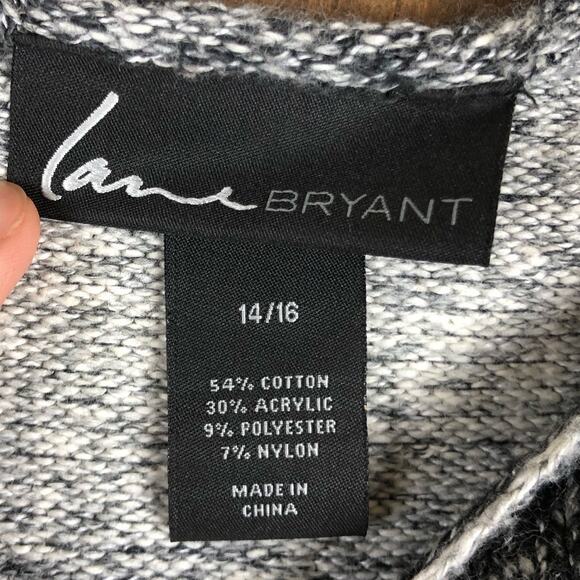 Lane BRYANT
14/16
54% COTTON
30% ACRYLIC
9% POLYESTER
7% NYLON
MADE IN
CHINA